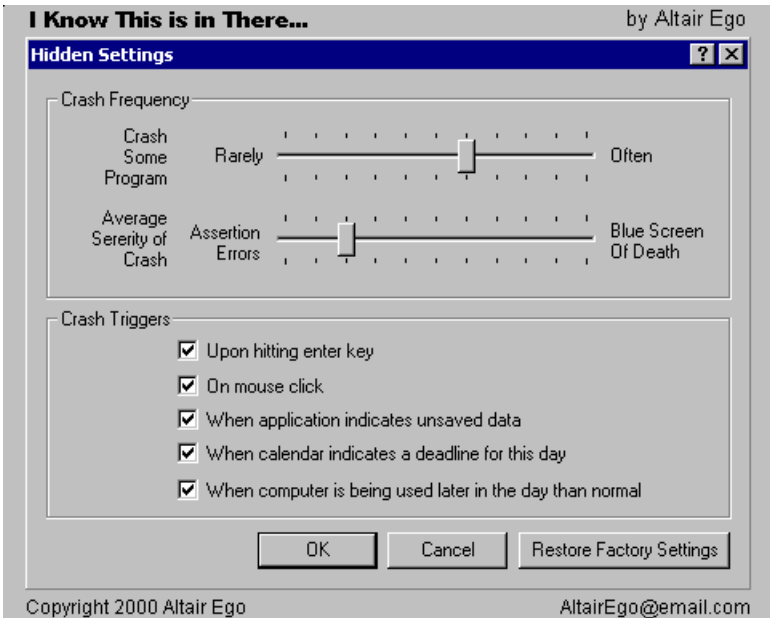 I Know This is in There... by Altair Ego
Hidden Settings
Crash Frequency
Crash
Some
Program
Rarely
Often
Average
Sererity of
Crash
Assertion
Errors
Blue Screen
Of Death
Crash Triggers
Upon hitting enter key
On mouse click
When application indicates unsaved data
When calendar indicates a deadline for this day
When computer is being used later in the day than normal
OK Cancel Restore Factory Settings
Copyright 2000 Altair Ego AltairEgo@email.com